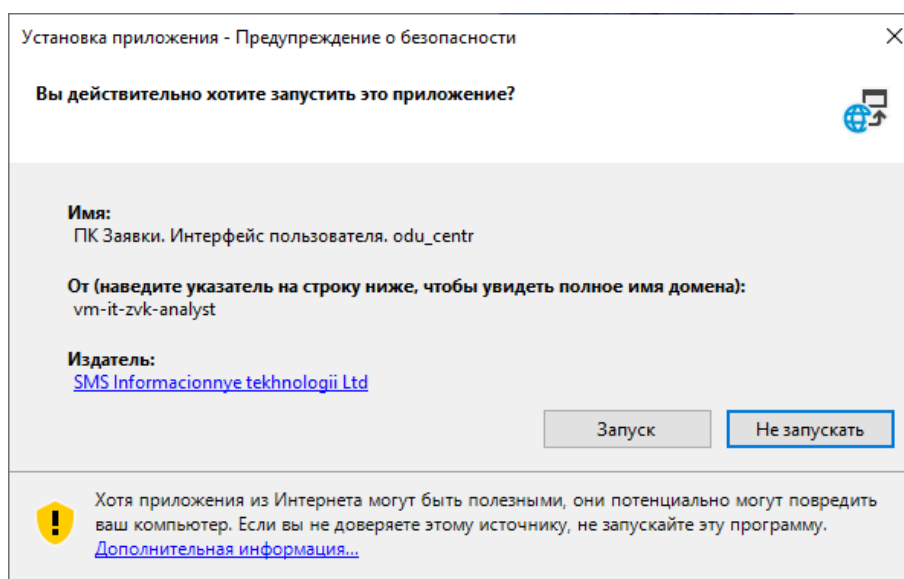 Установка приложения - Предупреждение о безопасности
Вы действительно хотите запустить это приложение?
Имя:
ПК Заявки. Интерфейс пользователя. odu_centr
От (наведите указатель на строку ниже, чтобы увидеть полное имя домена):
vm-it-zvk-analyst
Издатель:
SMS Informacionnye tekhnologii Ltd
Запуск
Не запускать
Хотя приложения из Интернета могут быть полезными, они потенциально могут повредить
ваш компьютер. Если вы не доверяете этому источнику, не запускайте эту программу.
Дополнительная информация...